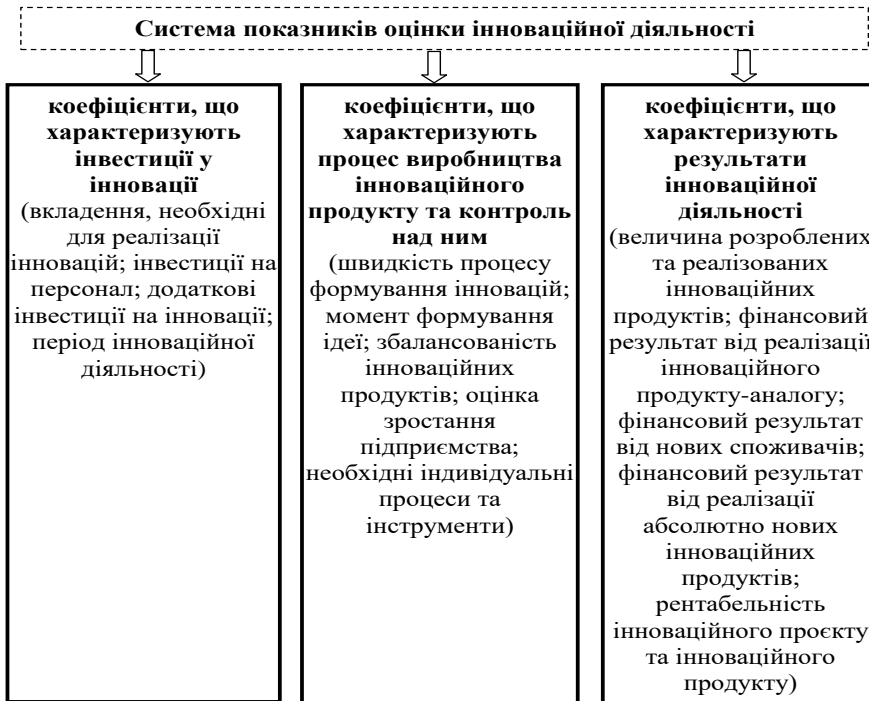 Система показників оцінки інноваційної діяльності
коефіцієнти, що
характеризують
інвестиції у
інновації
(вкладення, необхідні
для реалізації
інновацій; інвестиції на
персонал; додаткові
інвестиції на інновації;
період інноваційної
діяльності)
коефіцієнти, що
характеризують
процес виробництва
інноваційного
продукту та контроль
над ним
(швидкість процесу
формування інновацій;
момент формування
ідеї; збалансованість
інноваційних
продуктів; оцінка
зростання
підприємства;
необхідні індивідуальні
процеси та
інструменти)
коефіцієнти, що
характеризують
результати
інноваційної
діяльності
(величина розроблених
та реалізованих
інноваційних
продуктів; фінансовий
результат від реалізації
інноваційного
продукту-аналогу;
фінансовий результат
від нових споживачів;
фінансовий результат
від реалізації
абсолютно нових
інноваційних
продуктів;
рентабельність
інноваційного проєкту
та інноваційного
продукту)